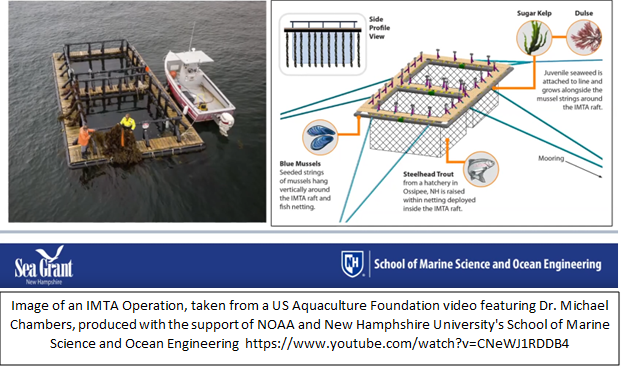 Side
Profile
View
Sugar Kelp
Dulse
Juvenile seaweed is
attached to line and
grows alongside the
mussel strings around
the IMTA raft.
Blue Mussels
Seeded strings
of mussels hang
vertically around
the IMTA raft and
fish netting.
Steelhead Trout
from a hatchery in
Ossipee, NH is raised
within netting deployed
inside the IMTA raft.
Mooring
Sea Grant
New Hampshire
NH
School of Marine Science and Ocean Engineering
Image of an IMTA Operation, taken from a US Aquaculture Foundation video featuring Dr. Michael
Chambers, produced with the support of NOAA and New Hamphshire University's School of Marine
Science and Ocean Engineering https://www.youtube.com/watch?v=CNeWJ1RDDB4